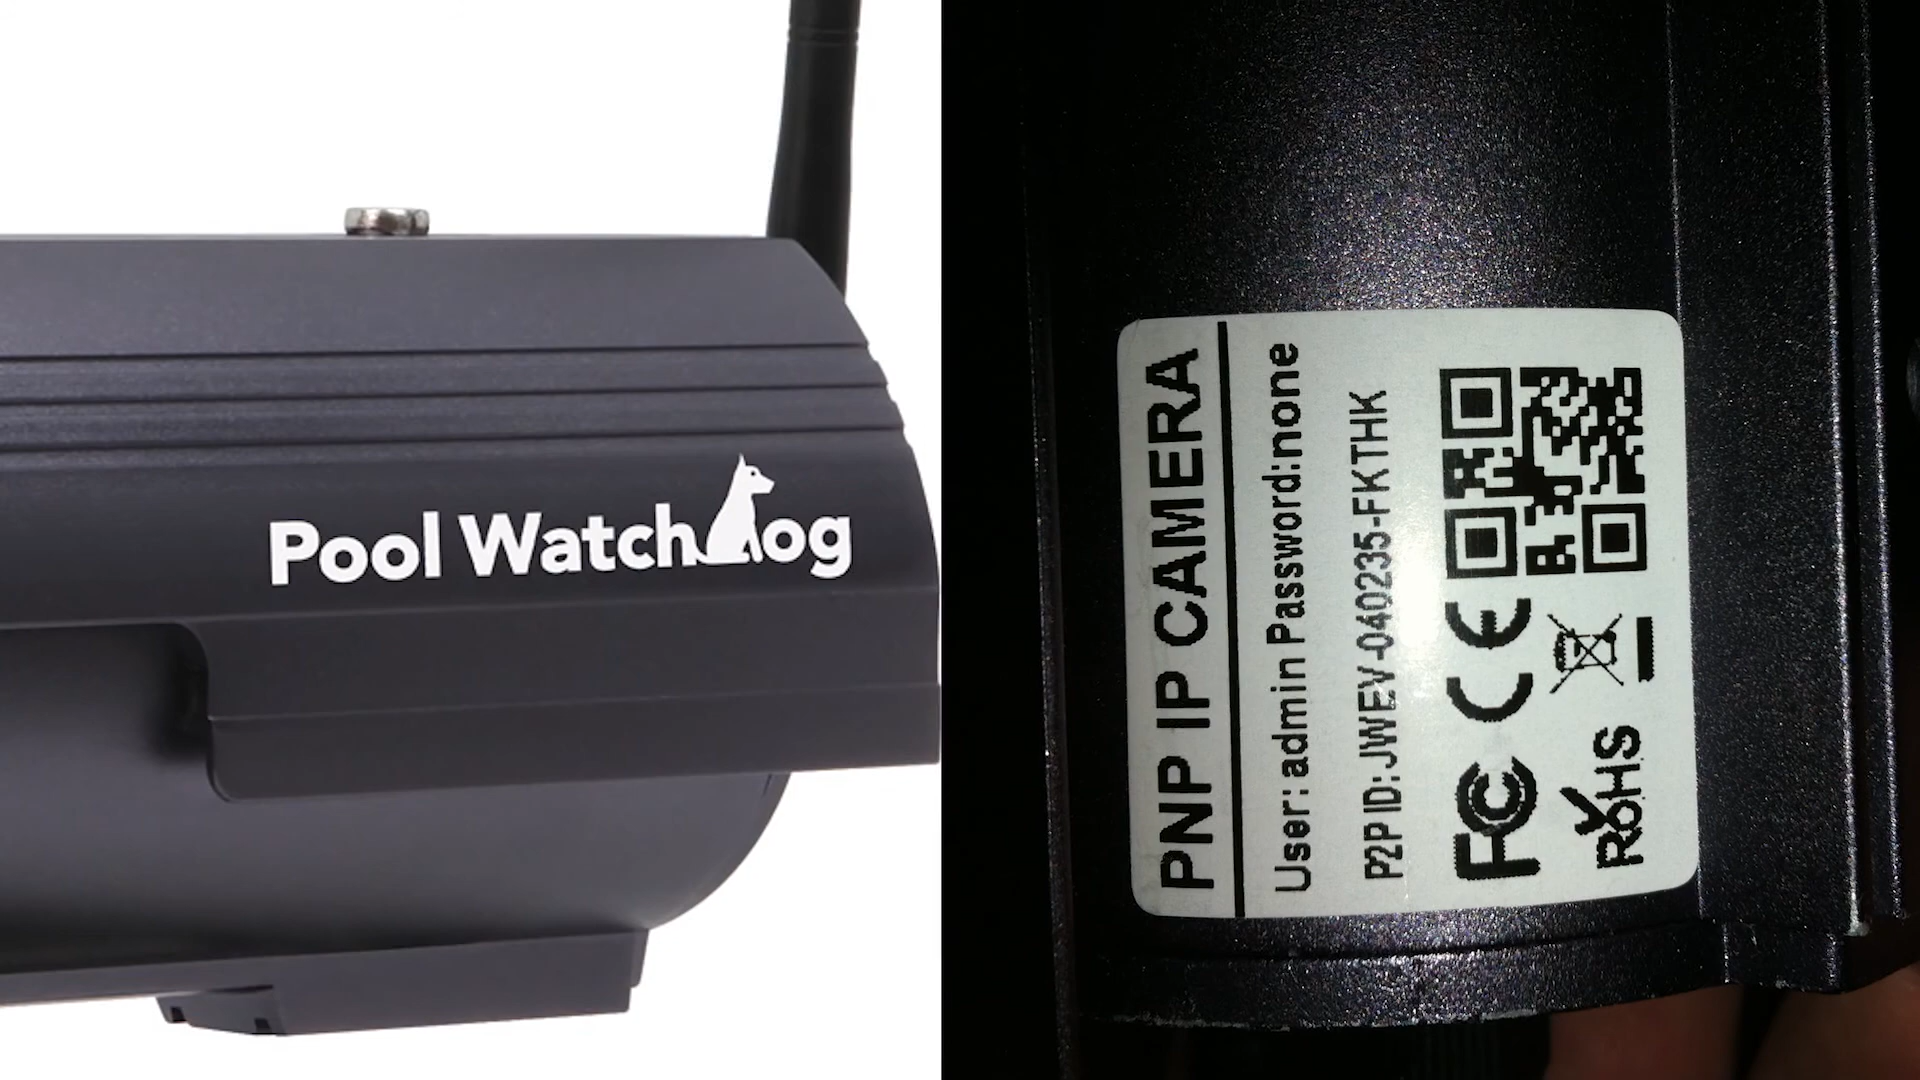 Pool Watchdog
PNP IP CAMERA
User: admin Password:none
P2P ID:JWEV-040235-FKTHK
FC CE
RoHS